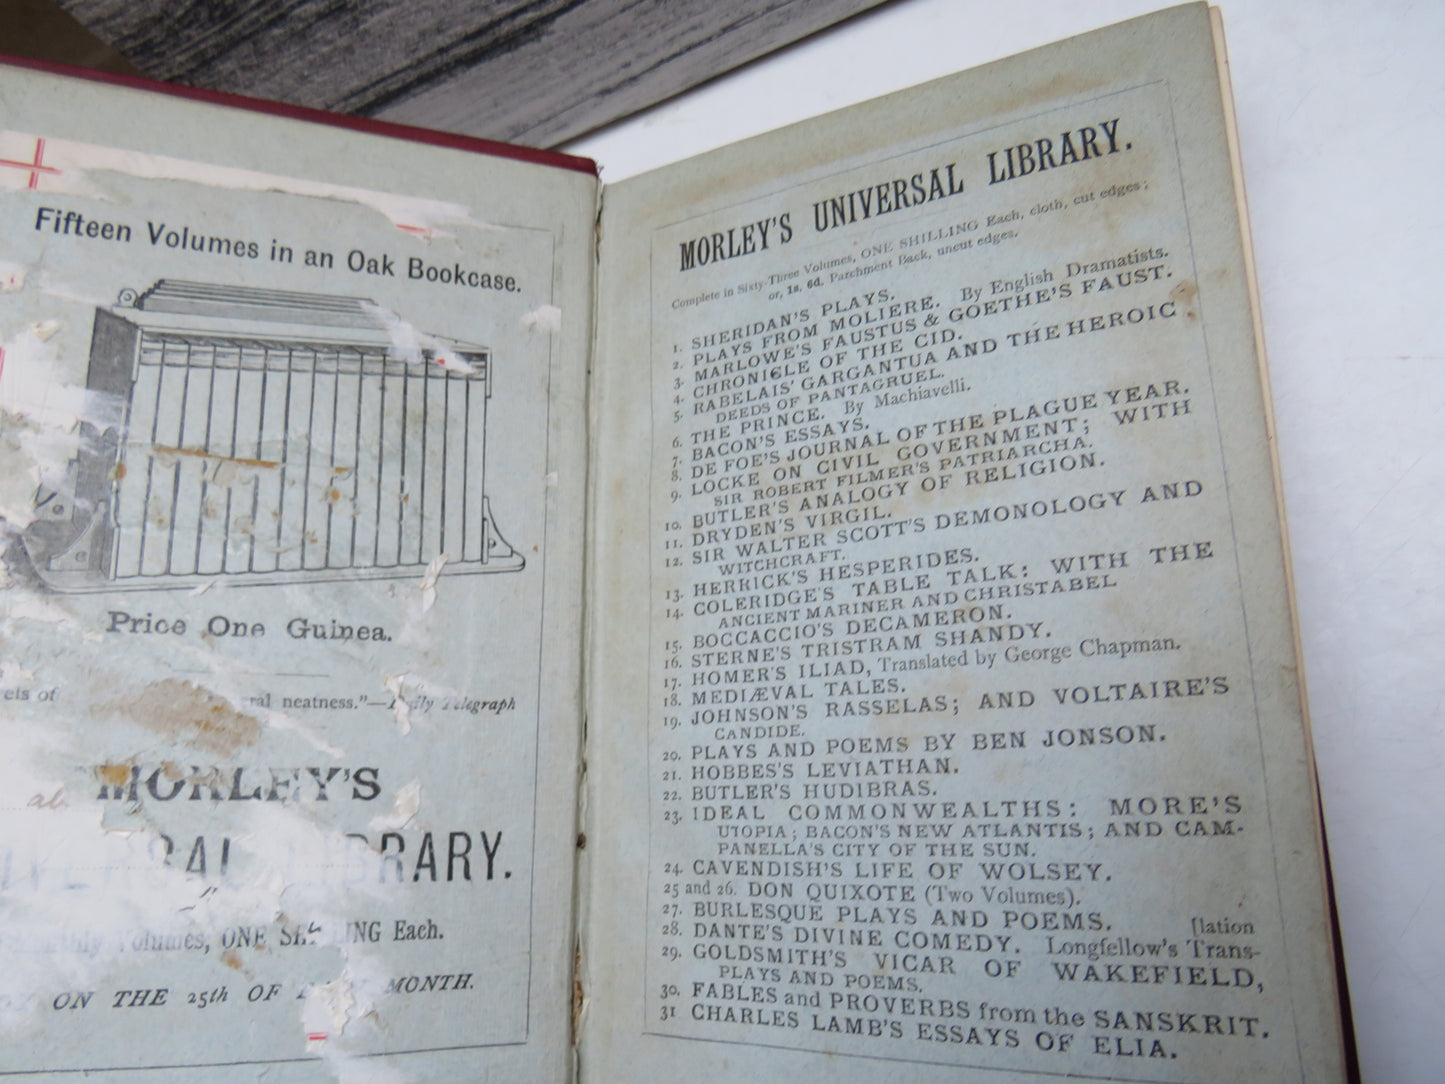 Fifteen Volumes in an Oak Bookcase.
Price One Guinea.
neatness."—Daily Telegraph
MORLEY'S
LIBRARY.
Volumes, ONE SHILLING Each.
ON THE 25th OF MONTH.
MORLEY'S UNIVERSAL LIBRARY.
Complete in Sixty-Three Volumes, ONE SHILLING Each, cloth, cut edges;
or, 1s. 6d. Parchment Back, uncut edges.
1. SHERIDAN'S PLAYS.
2. PLAYS FROM MOLIERE. By English Dramatists.
3. MARLOWE'S FAUSTUS & GOETHE'S FAUST.
4. CHRONICLE OF THE CID.
5. RABELAIS' GARGANTUA AND THE HEROIC
DEEDS OF PANTAGRUEL.
6. THE PRINCE. By Machiavelli.
7. BACON'S ESSAYS.
8. DE FOE'S JOURNAL OF THE PLAGUE YEAR.
9. LOCKE ON CIVIL GOVERNMENT; WITH
SIR ROBERT FILMER'S PATRIARCHA.
10. BUTLER'S ANALOGY OF RELIGION.
11. DRYDEN'S VIRGIL.
12. SIR WALTER SCOTT'S DEMONOLOGY AND
WITCHCRAFT.
13. HERRICK'S HESPERIDES.
14. COLERIDGE'S TABLE TALK: WITH THE
ANCIENT MARINER AND CHRISTABEL
15. BOCCACCIO'S DECAMERON.
16. STERNE'S TRISTRAM SHANDY.
17. HOMER'S ILIAD, Translated by George Chapman.
18. MEDIÆVAL TALES.
19. JOHNSON'S RASSELAS; AND VOLTAIRE'S
CANDIDE.
20. PLAYS AND POEMS BY BEN JONSON.
21. HOBBES'S LEVIATHAN.
22. BUTLER'S HUDIBRAS.
23. IDEAL COMMONWEALTHS: MORE'S
UTOPIA; BACON'S NEW ATLANTIS; AND CAM-
PANELLA'S CITY OF THE SUN.
24. CAVENDISH'S LIFE OF WOLSEY.
25 and 26. DON QUIXOTE (Two Volumes).
27. BURLESQUE PLAYS AND POEMS. [lation
28. DANTE'S DIVINE COMEDY. Longfellow's Trans-
29. GOLDSMITH'S VICAR OF WAKEFIELD,
PLAYS AND POEMS.
30. FABLES and PROVERBS from the SANSKRIT.
31 CHARLES LAMB'S ESSAYS OF ELIA.